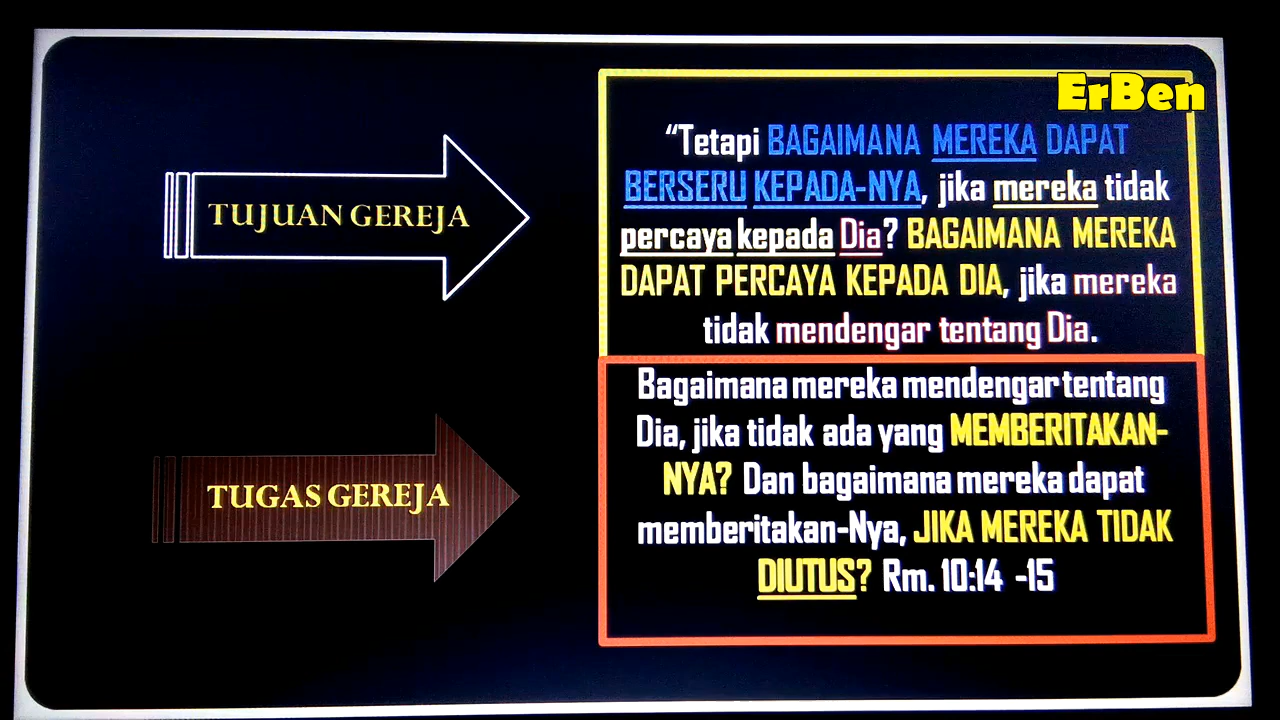 ErBen
TUJUAN GEREJA
“Tetapi BAGAIMANA MEREKA DAPAT
BERSERU KEPADA-NYA, jika mereka tidak
percaya kepada Dia? BAGAIMANA MEREKA
DAPAT PERCAYA KEPADA DIA, jika mereka
tidak mendengar tentang Dia.
TUGAS GEREJA
Bagaimana mereka mendengar tentang
Dia, jika tidak ada yang MEMBERITAKAN-
NYA? Dan bagaimana mereka dapat
memberitakan-Nya, JIKA MEREKA TIDAK
DIUTUS? Rm. 10:14 -15